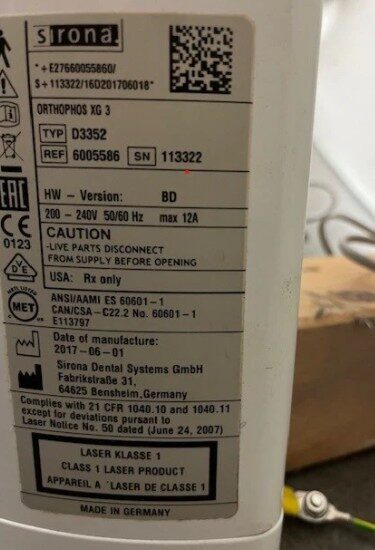 sirona.
*+E27660055860/
S+113322/16D201706018*
ORTHOPHOS XG 3
TYP D3352
REF 6005586 SN 113322
HW - Version: BD
200 - 240V 50/60 Hz max 12A
EAC
CE
0123
CAUTION
-LIVE PARTS DISCONNECT
FROM SUPPLY BEFORE OPENING
VDE
USA: Rx only
MET
C US
ANSI/AAMI ES 60601-1
CAN/CSA-C22.2 No. 60601-1
E113797
Date of manufacture:
2017-06-01
Sirona Dental Systems GmbH
Fabrikstraße 31,
64625 Bensheim,Germany
Complies with 21 CFR 1040.10 and 1040.11
except for deviations pursuant to
Laser Notice No. 50 dated (June 24, 2007)
LASER KLASSE 1
CLASS 1 LASER PRODUCT
APPAREIL A ´LASER DE CLASSE 1
MADE IN GERMANY